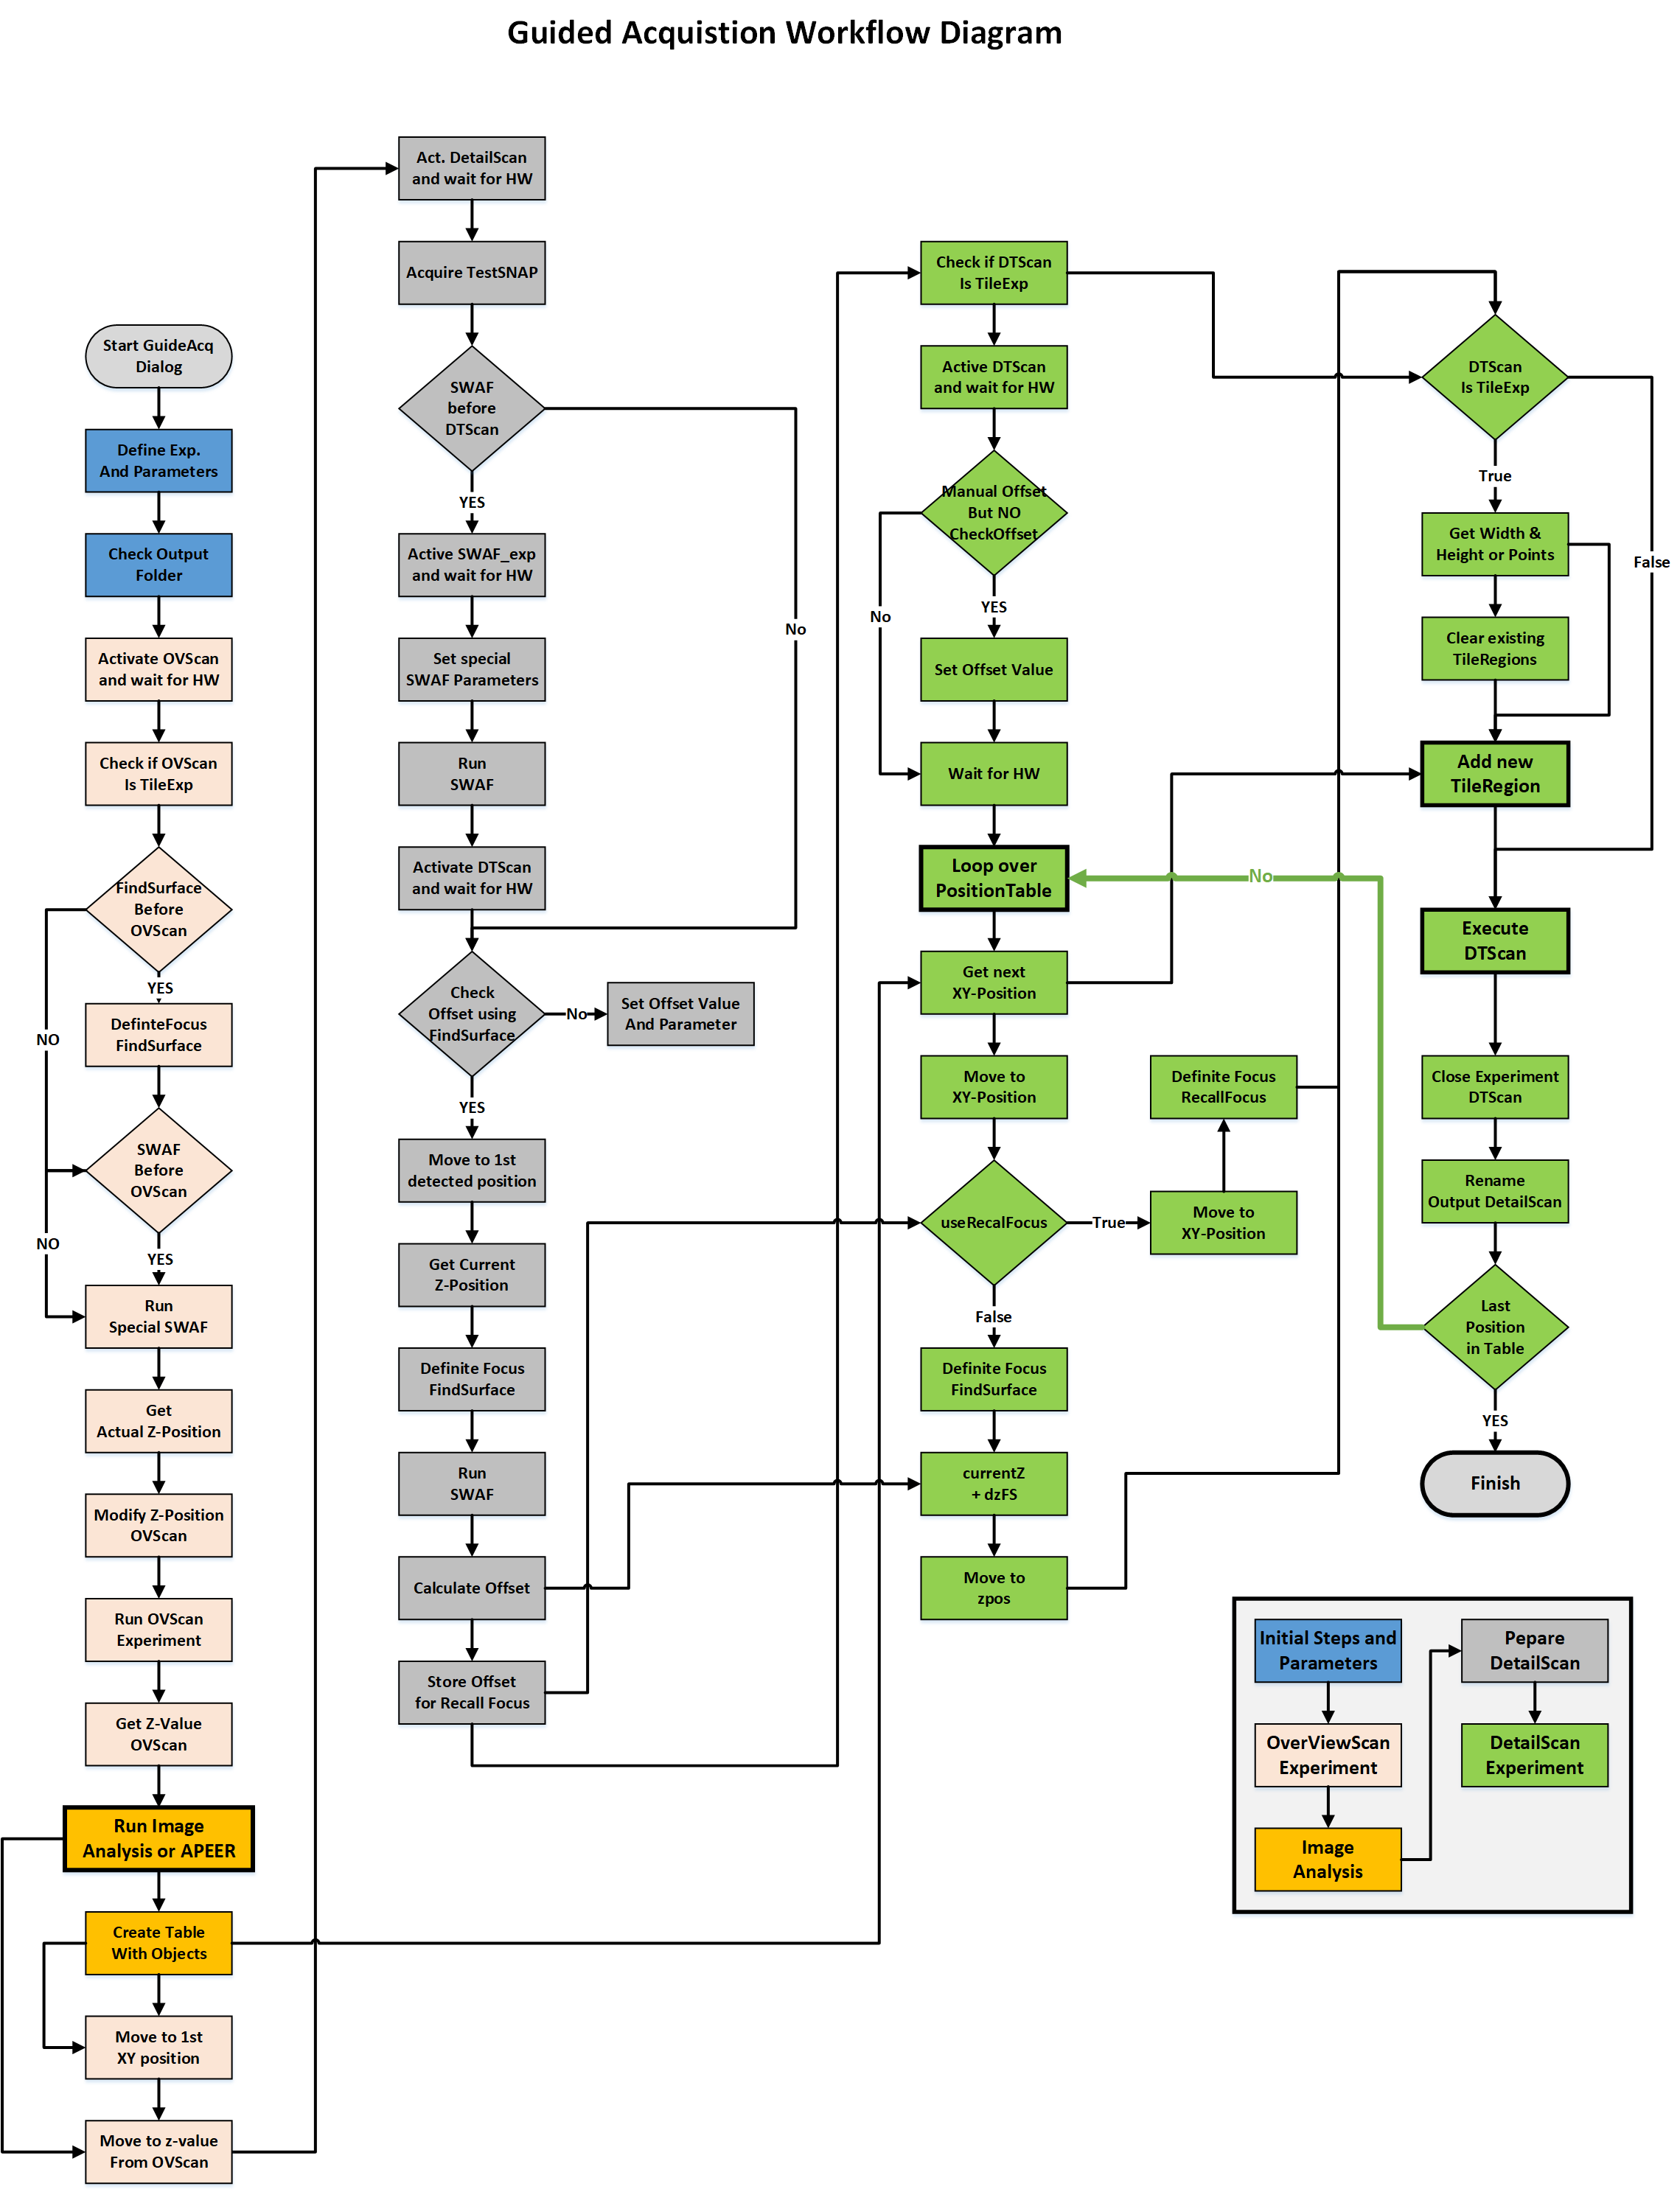 Guided Acquistion Workflow Diagram
Start GuideAcq
Dialog
Define Exp.
And Parameters
Check Output
Folder
Activate OVScan
and wait for HW
Check if OVScan
Is TileExp
FindSurface
Before
OVScan
YES
NO
DefinteFocus
FindSurface
SWAF
Before
OVScan
NO
YES
Run
Special SWAF
Get
Actual Z-Position
Modify Z-Position
OVScan
Run OVScan
Experiment
Get Z-Value
OVScan
Run Image
Analysis or APEER
Create Table
With Objects
Move to 1st
XY position
Move to z-value
From OVScan
Act. DetailScan
and wait for HW
Acquire TestSNAP
SWAF
before
DTScan
YES
No
Active SWAF_exp
and wait for HW
Set special
SWAF Parameters
Run
SWAF
Activate DTScan
and wait for HW
Check
Offset using
FindSurface
No
Set Offset Value
And Parameter
YES
Move to 1st
detected position
Get Current
Z-Position
Definite Focus
FindSurface
Run
SWAF
Calculate Offset
Store Offset
for Recall Focus
Check if DTScan
Is TileExp
Active DTScan
and wait for HW
Manual Offset
But NO
CheckOffset
No
YES
Set Offset Value
Wait for HW
Loop over
PositionTable
No
Get next
XY-Position
Move to
XY-Position
useRecalFocus
True
Move to
XY-Position
Definite Focus
RecallFocus
False
Definite Focus
FindSurface
currentZ
+ dzFS
Move to
zpos
DTScan
Is TileExp
True
False
Get Width &
Height or Points
Clear existing
TileRegions
Add new
TileRegion
Execute
DTScan
Close Experiment
DTScan
Rename
Output DetailScan
Last
Position
in Table
YES
Finish
Initial Steps and
Parameters
OverViewScan
Experiment
Image
Analysis
Pepare
DetailScan
DetailScan
Experiment